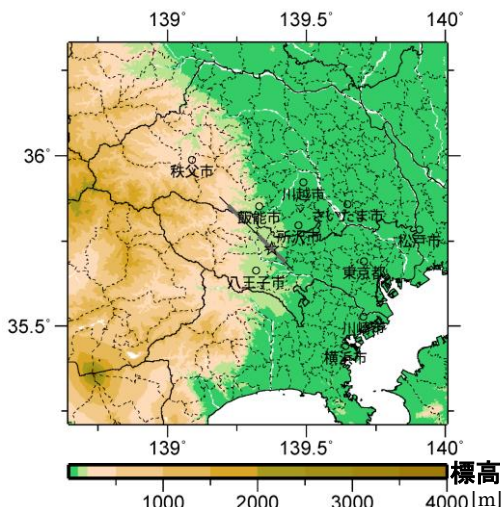 139° 139.5° 140°
36°
秩父市
川越市
飯能市
さいたま市
所沢市
松戸市
八王子市
東京都
35.5°
川崎市
横浜市
139° 139.5° 140°
標高
1000 2000 3000 4000[m]